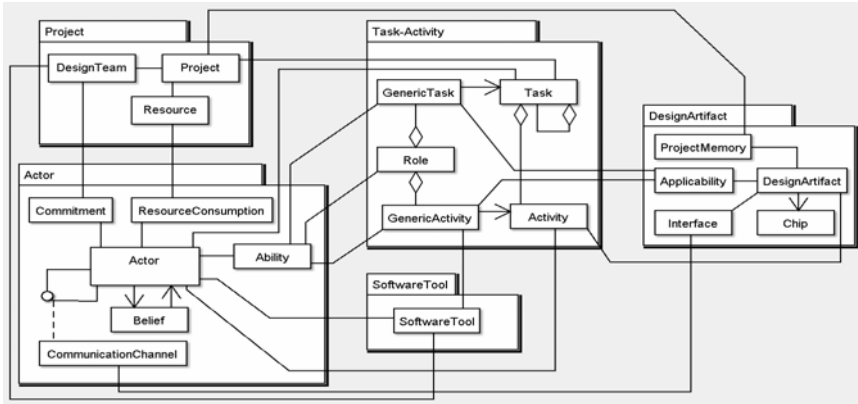 Project
DesignTeam
Project
Resource
Task-Activity
GenericTask
Task
Role
GenericActivity
Activity
DesignArtifact
ProjectMemory
Applicability
DesignArtifact
Interface
Chip
Actor
Commitment
ResourceConsumption
Actor
Ability
Belief
CommunicationChannel
SoftwareTool
SoftwareTool